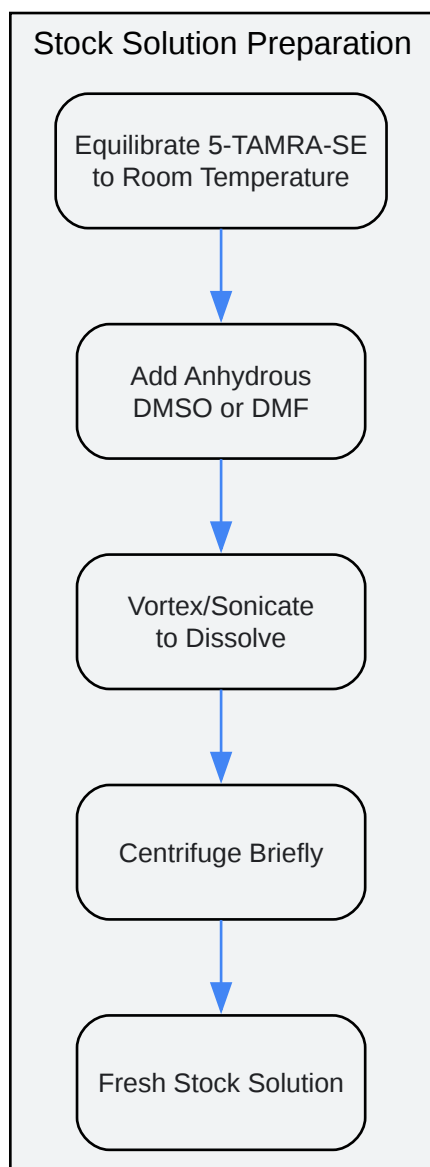 Stock Solution Preparation
Equilibrate 5-TAMRA-SE
to Room Temperature
Add Anhydrous
DMSO or DMF
Vortex/Sonicate
to Dissolve
Centrifuge Briefly
Fresh Stock Solution